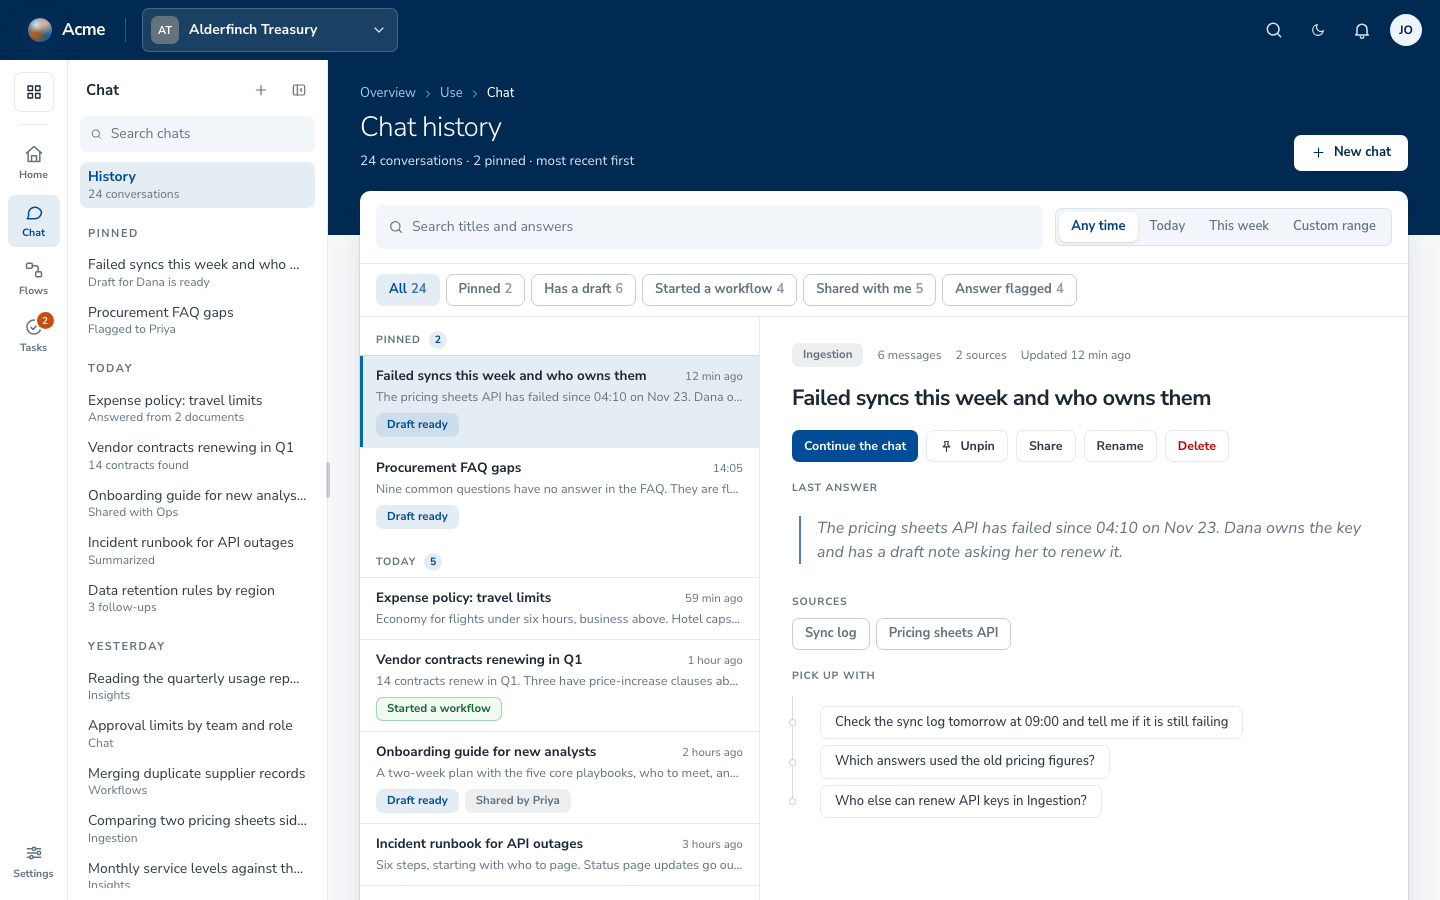 Acme
AT
Alderfinch Treasury
JO
Home
Chat
Flows
2
Tasks
Settings
Chat
Search chats
History
24 conversations
PINNED
Failed syncs this week and who ...
Draft for Dana is ready
Procurement FAQ gaps
Flagged to Priya
TODAY
Expense policy: travel limits
Answered from 2 documents
Vendor contracts renewing in Q1
14 contracts found
Onboarding guide for new analys...
Shared with Ops
Incident runbook for API outages
Summarized
Data retention rules by region
3 follow-ups
YESTERDAY
Reading the quarterly usage rep...
Insights
Approval limits by team and role
Chat
Merging duplicate supplier records
Workflows
Comparing two pricing sheets sid...
Ingestion
Monthly service levels against th...
Insights
Overview
Use
Chat
Chat history
24 conversations · 2 pinned · most recent first
New chat
Search titles and answers
Any time
Today
This week
Custom range
All 24
Pinned 2
Has a draft 6
Started a workflow 4
Shared with me 5
Answer flagged 4
PINNED 2
Failed syncs this week and who owns them
12 min ago
The pricing sheets API has failed since 04:10 on Nov 23. Dana o...
Draft ready
Procurement FAQ gaps
14:05
Nine common questions have no answer in the FAQ. They are fl...
Draft ready
TODAY 5
Expense policy: travel limits
59 min ago
Economy for flights under six hours, business above. Hotel caps...
Vendor contracts renewing in Q1
1 hour ago
14 contracts renew in Q1. Three have price-increase clauses ab...
Started a workflow
Onboarding guide for new analysts
2 hours ago
A two-week plan with the five core playbooks, who to meet, an...
Draft ready
Shared by Priya
Incident runbook for API outages
3 hours ago
Six steps, starting with who to page. Status page updates go ou...
Ingestion
6 messages
2 sources
Updated 12 min ago
Failed syncs this week and who owns them
Continue the chat
Unpin
Share
Rename
Delete
LAST ANSWER
The pricing sheets API has failed since 04:10 on Nov 23. Dana owns the key
and has a draft note asking her to renew it.
SOURCES
Sync log
Pricing sheets API
PICK UP WITH
Check the sync log tomorrow at 09:00 and tell me if it is still failing
Which answers used the old pricing figures?
Who else can renew API keys in Ingestion?